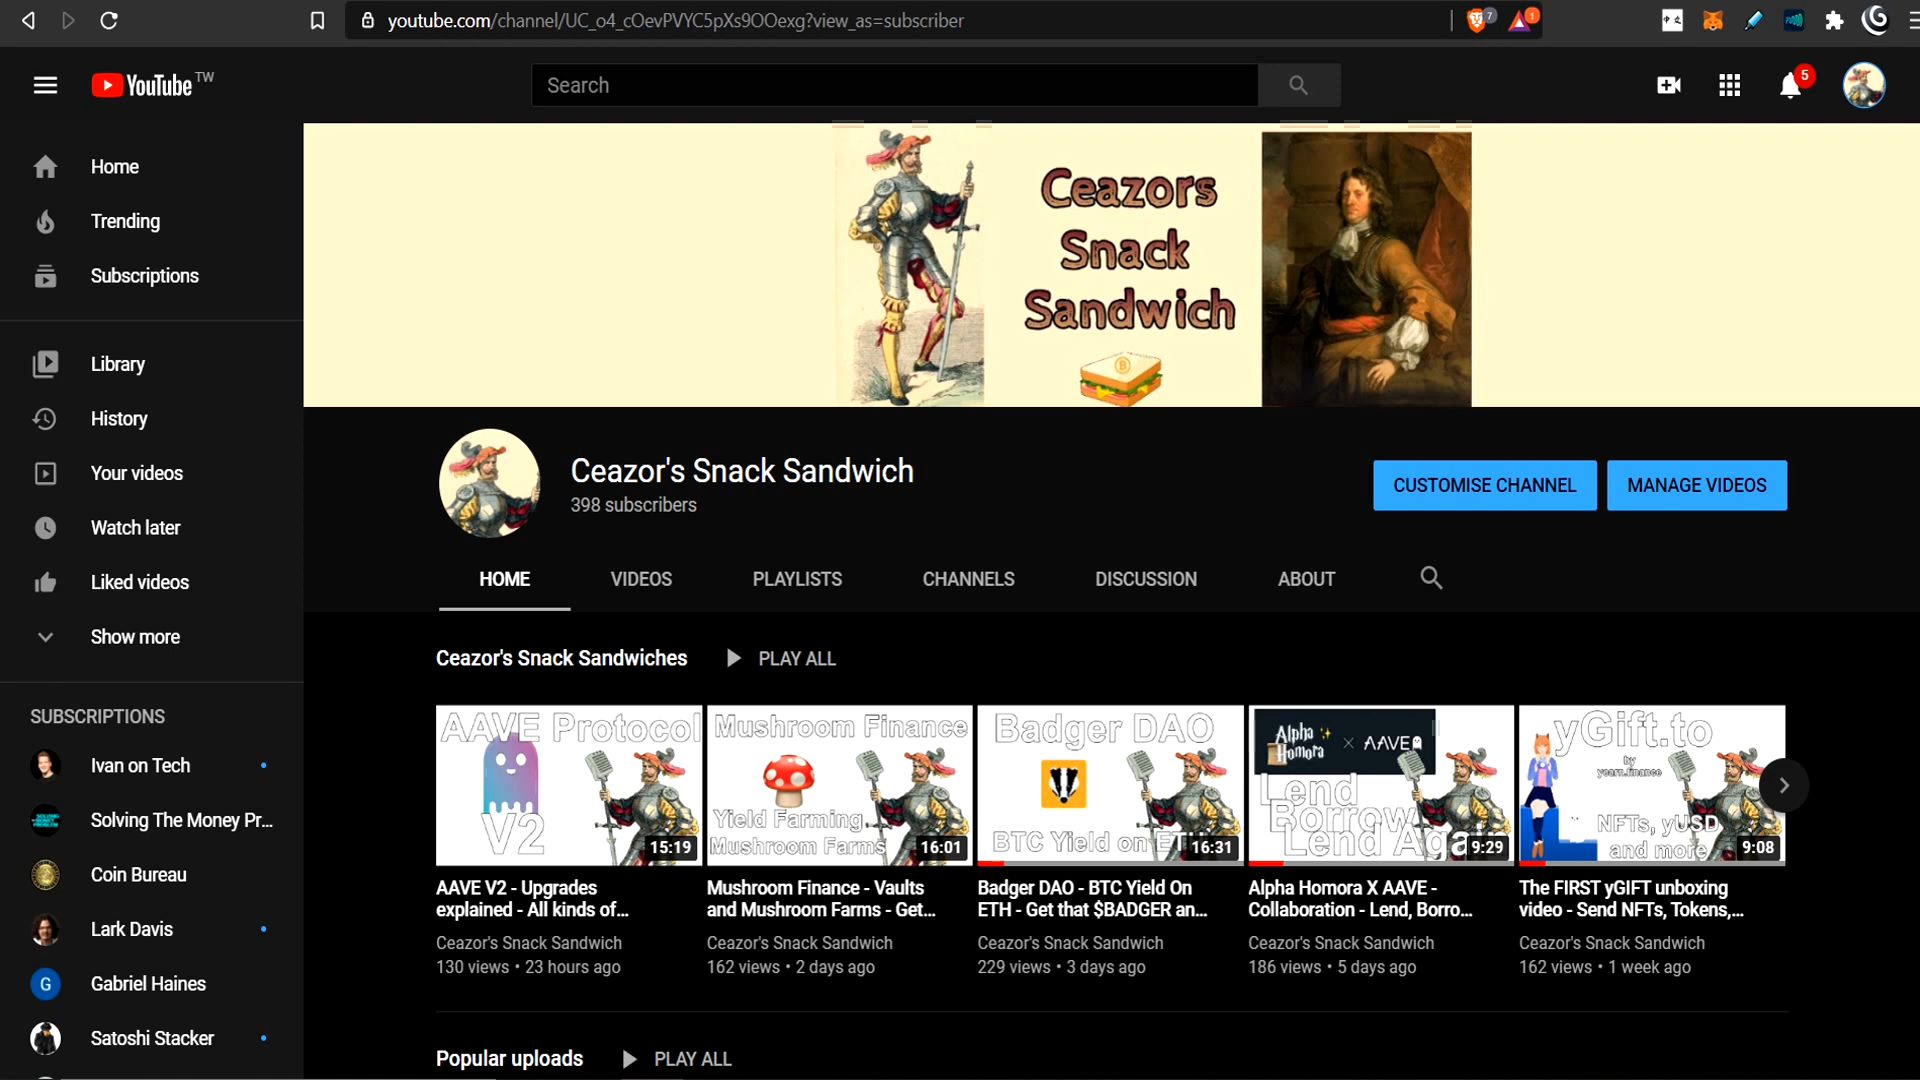 youtube.com/channel/UC_o4_cOevPVYC5pXs9OOexg?view_as=subscriber
7
1
YouTube TW
Search
5
Home
Trending
Subscriptions
Library
History
Your videos
Watch later
Liked videos
Show more
SUBSCRIPTIONS
Ivan on Tech
Solving The Money Pr...
Coin Bureau
Lark Davis
G
Gabriel Haines
Satoshi Stacker
Ceazors
Snack
Sandwich
Ceazor's Snack Sandwich
398 subscribers
CUSTOMISE CHANNEL
MANAGE VIDEOS
HOME
VIDEOS
PLAYLISTS
CHANNELS
DISCUSSION
ABOUT
Ceazor's Snack Sandwiches
PLAY ALL
AAVE Protocol
V2
15:19
AAVE V2 - Upgrades
explained - All kinds of...
Ceazor's Snack Sandwich
130 views • 23 hours ago
Mushroom Finance
Yield Farming
Mushroom Farms
16:01
Mushroom Finance - Vaults
and Mushroom Farms - Get...
Ceazor's Snack Sandwich
162 views • 2 days ago
Badger DAO
BTC Yield on ETH
16:31
Badger DAO - BTC Yield On
ETH - Get that $BADGER an...
Ceazor's Snack Sandwich
229 views • 3 days ago
Alpha
Homora
× AAVE
Lend
Borrow
Lend Again
9:29
Alpha Homora X AAVE -
Collaboration - Lend, Borro...
Ceazor's Snack Sandwich
186 views • 5 days ago
yGift.to
by
yearn.finance
NFTs, yUSD
and more
9:08
The FIRST yGIFT unboxing
video - Send NFTs, Tokens,...
Ceazor's Snack Sandwich
162 views • 1 week ago
Popular uploads
PLAY ALL